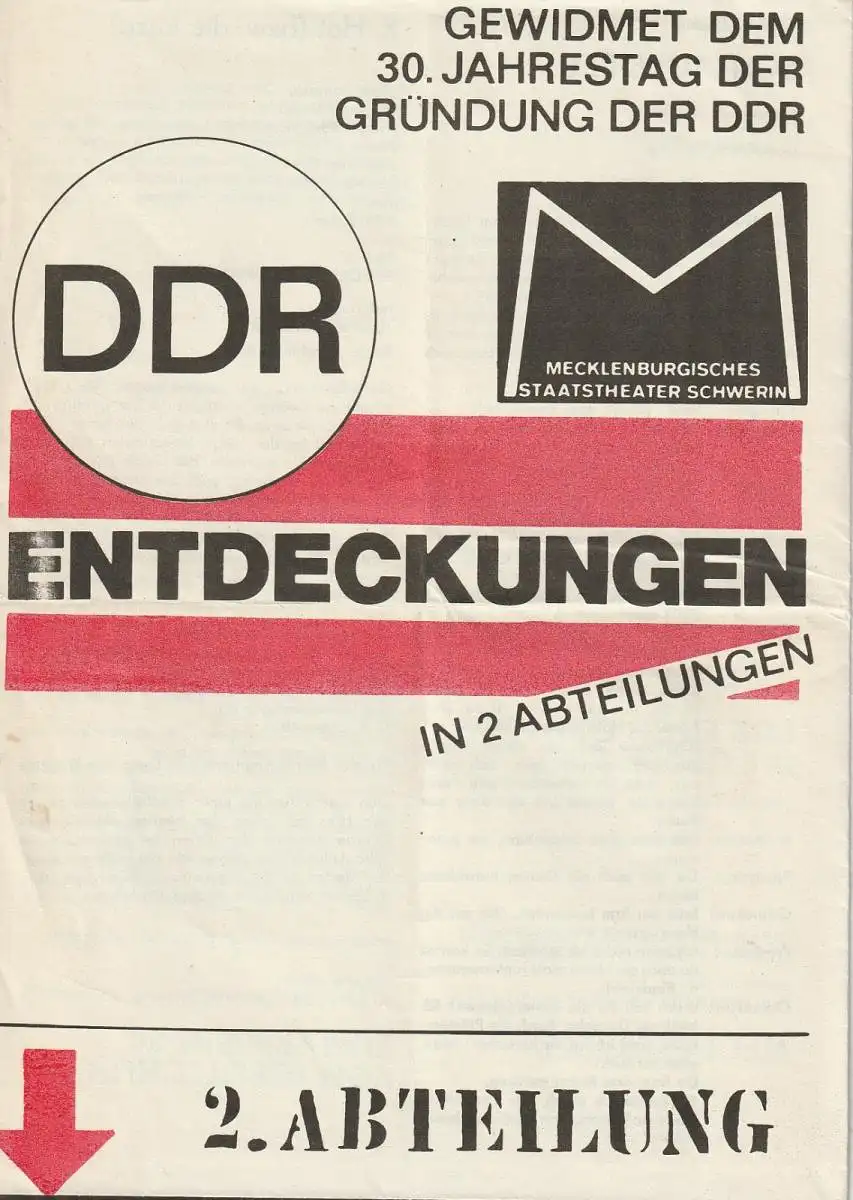 GEWIDMET DEM
30. JAHRESTAG DER
GRÜNDUNG DER DDR
DDR
MECKLENBURGISCHES
STAATSTHEATER SCHWERIN
ENTDECKUNGEN
IN 2 ABTEILUNGEN
2. ABTEILUNG